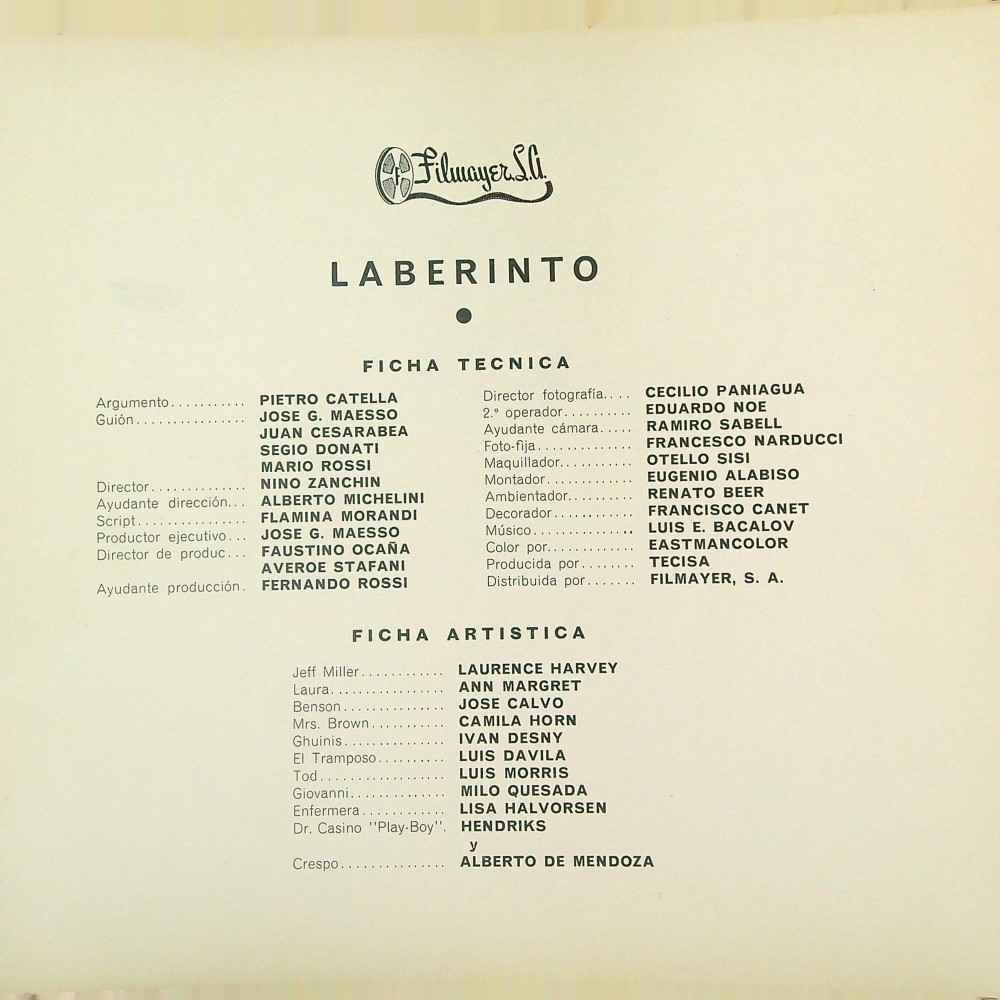 Filmayer, S.A.
LABERINTO
FICHA TECNICA
Argumento........... PIETRO CATELLA
Guión................ JOSE G. MAESSO
JUAN CESARABEA
SEGIO DONATI
MARIO ROSSI
Director.............. NINO ZANCHIN
Ayudante dirección... ALBERTO MICHELINI
Script................ FLAMINA MORANDI
Productor ejecutivo... JOSE G. MAESSO
Director de produc... FAUSTINO OCAÑA
AVEROE STAFANI
Ayudante producción. FERNANDO ROSSI
Director fotografía.... CECILIO PANIAGUA
2.º operador.......... EDUARDO NOE
Ayudante cámara..... RAMIRO SABELL
Foto-fija.............. FRANCESCO NARDUCCI
Maquillador........... OTELLO SISI
Montador............. EUGENIO ALABISO
Ambientador.......... RENATO BEER
Decorador............ FRANCISCO CANET
Músico............... LUIS E. BACALOV
Color por............. EASTMANCOLOR
Producida por........ TECISA
Distribuida por....... FILMAYER, S. A.
FICHA ARTISTICA
Jeff Miller............ LAURENCE HARVEY
Laura................. ANN MARGRET
Benson............... JOSE CALVO
Mrs. Brown........... CAMILA HORN
Ghuinis............... IVAN DESNY
El Tramposo.......... LUIS DAVILA
Tod................... LUIS MORRIS
Giovanni.............. MILO QUESADA
Enfermera............ LISA HALVORSEN
Dr. Casino "Play-Boy". HENDRIKS
y
Crespo............... ALBERTO DE MENDOZA